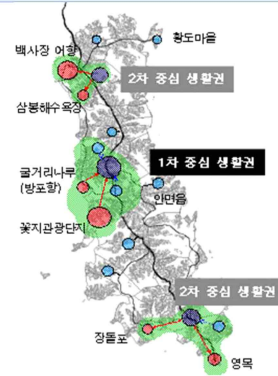 황도마을
백사장 어항
2차 중심 생활권
삼봉해수욕장
1차 중심 생활권
굴거리나루
(방포항)
안면읍
꽃지관광단지
2차 중심 생활권
장돌포
영목